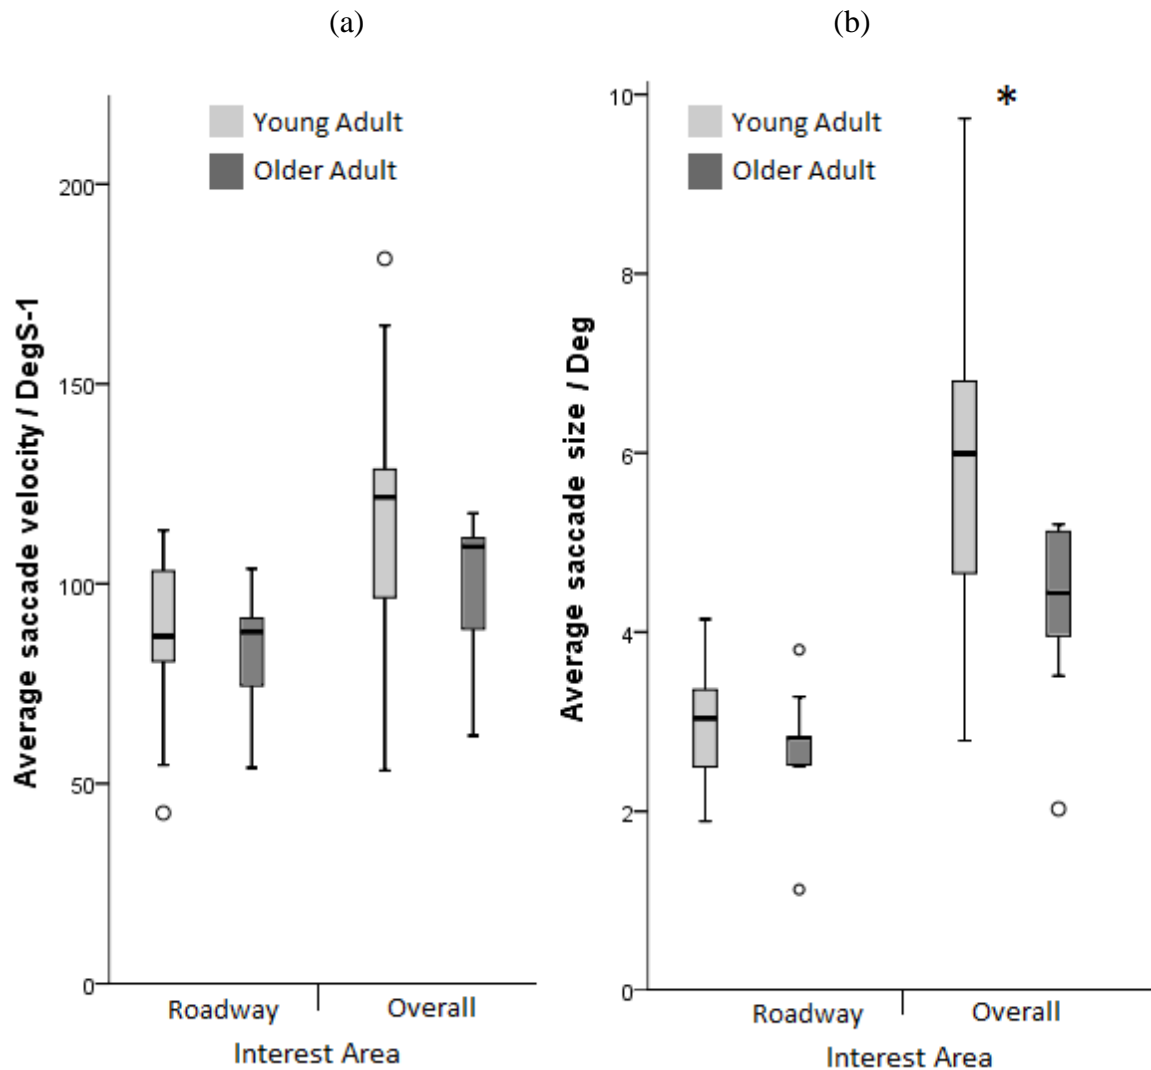 (a)
Young Adult
Older Adult
200
150
100
50
0
Average saccade velocity / DegS-1
Roadway
Overall
Interest Area
(b)
*
Young Adult
Older Adult
10
8
6
4
2
0
Average saccade size / Deg
Roadway
Overall
Interest Area